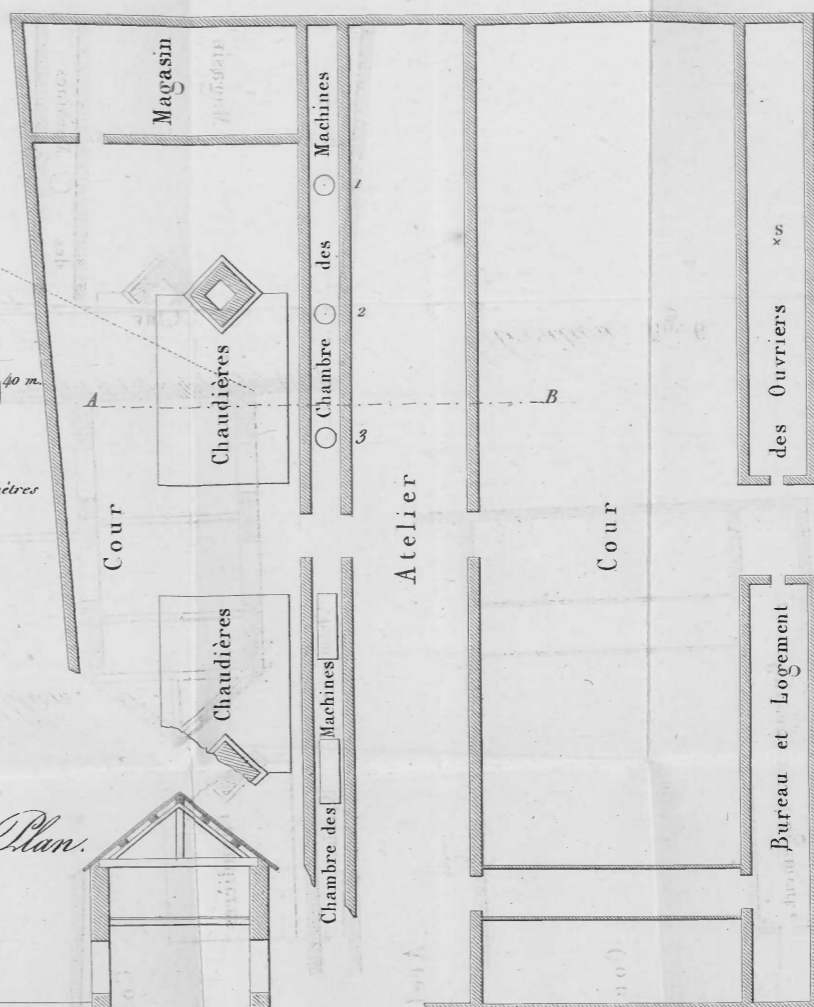 Magasin
Machines
1
des
2
Chambre
3
Chaudières
A
B
40 m.
Cour
Atelier
Cour
des Ouvriers
Chaudières
Machines
Chambre des
Bureau et Logement
Plan.